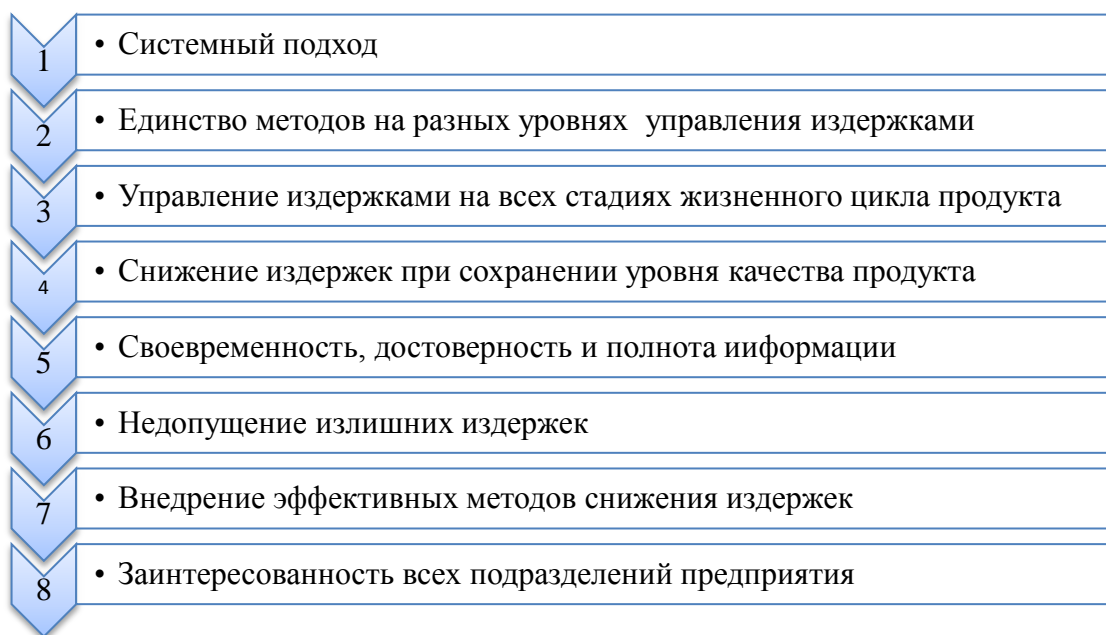 1 • Системный подход
2 • Единство методов на разных уровнях  управления издержками
3 • Управление издержками на всех стадиях жизненного цикла продукта
4 • Снижение издержек при сохранении уровня качества продукта
5 • Своевременность, достоверность и полнота ииформации
6 • Недопущение излишних издержек
7 • Внедрение эффективных методов снижения издержек
8 • Заинтересованность всех подразделений предприятия